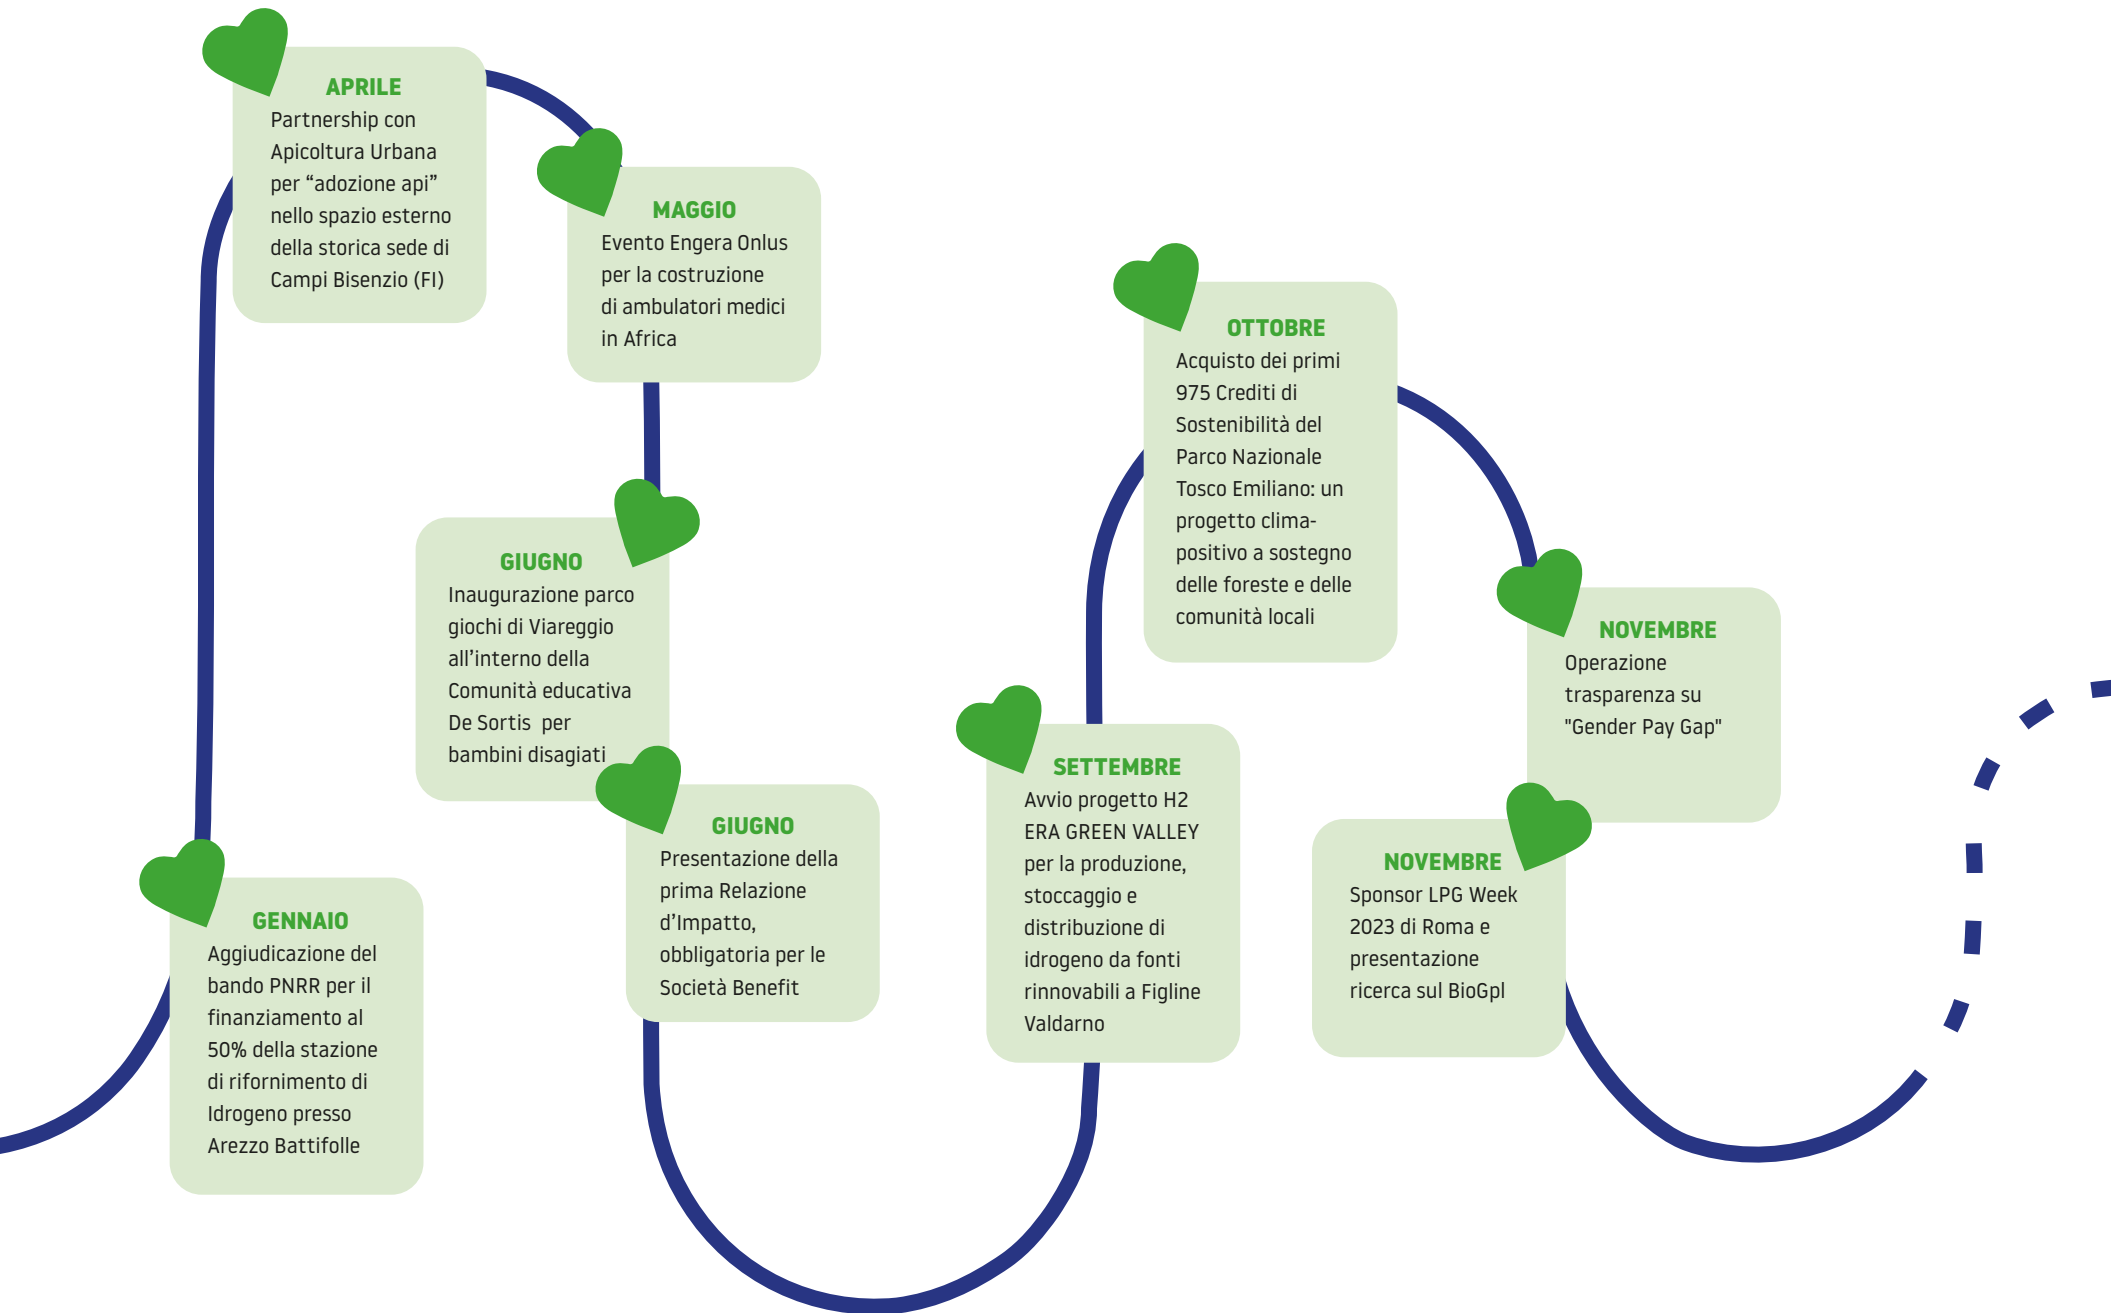 GENNAIO
Aggiudicazione del
bando PNRR per il
finanziamento al
50% della stazione
di rifornimento di
Idrogeno presso
Arezzo Battifolle
APRILE
Partnership con
Apicoltura Urbana
per “adozione api”
nello spazio esterno
della storica sede di
Campi Bisenzio (FI)
MAGGIO
Evento Engera Onlus
per la costruzione
di ambulatori medici
in Africa
GIUGNO
Inaugurazione parco
giochi di Viareggio
all’interno della
Comunità educativa
De Sortis  per
bambini disagiati
GIUGNO
Presentazione della
prima Relazione
d’Impatto,
obbligatoria per le
Società Benefit
SETTEMBRE
Avvio progetto H2
ERA GREEN VALLEY
per la produzione,
stoccaggio e
distribuzione di
idrogeno da fonti
rinnovabili a Figline
Valdarno
OTTOBRE
Acquisto dei primi
975 Crediti di
Sostenibilità del
Parco Nazionale
Tosco Emiliano: un
progetto clima-
positivo a sostegno
delle foreste e delle
comunità locali
NOVEMBRE
Operazione
trasparenza su
"Gender Pay Gap"
NOVEMBRE
Sponsor LPG Week
2023 di Roma e
presentazione
ricerca sul BioGpl